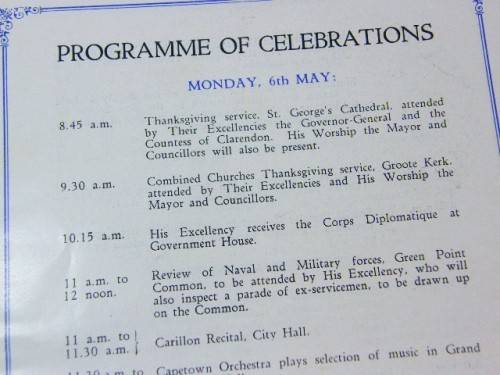 PROGRAMME OF CELEBRATIONS
MONDAY, 6th MAY:
8.45 a.m. Thanksgiving service, St. George's Cathedral, attended
by Their Excellencies the Governor-General and the
Countess of Clarendon. His Worship the Mayor and
Councillors will also be present.
9.30 a.m. Combined Churches Thanksgiving service, Groote Kerk,
attended by Their Excellencies and His Worship the
Mayor and Councillors.
10.15 a.m. His Excellency receives the Corps Diplomatique at
Government House.
11 a.m. to Review of Naval and Military forces, Green Point
12 noon. Common, to be attended by His Excellency, who will
also inspect a parade of ex-servicemen, to be drawn up
on the Common.
11 a.m. to
11.30 a.m. Carillon Recital, City Hall.
11.30 a.m. to Capetown Orchestra plays selection of music in Grand